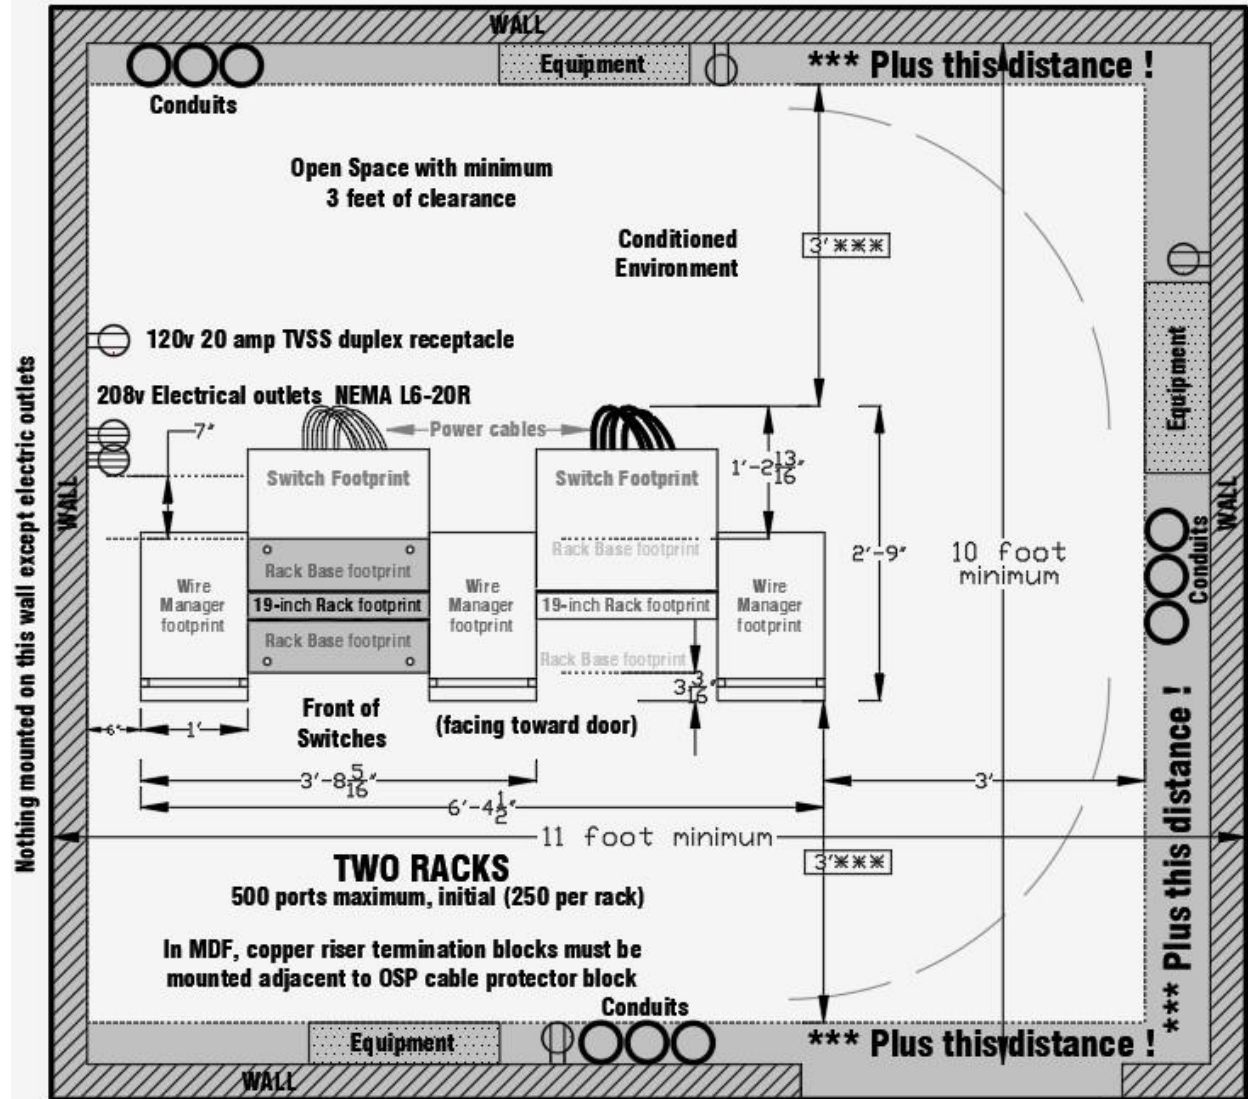 WALL
Equipment
*** Plus this distance !
Conduits
Open Space with minimum
3 feet of clearance
Conditioned
Environment
3'***
120v 20 amp TVSS duplex receptacle
208v Electrical outlets NEMA L6-20R
7"
Power cables
Switch Footprint
Switch Footprint
1'-2 13/16"
Equipment
Nothing mounted on this wall except electric outlets
WALL
WALL
Rack Base footprint
Rack Base footprint
2'-9"
10 foot
minimum
Conduits
Wire
Manager
footprint
19-inch Rack footprint
Wire
Manager
footprint
19-inch Rack footprint
Wire
Manager
footprint
Rack Base footprint
Rack Base footprint
3 3/16"
6"
1'
Front of
Switches
(facing toward door)
3'-8 5/16"
3'
6'-4 1/2"
11 foot minimum
*** Plus this distance !
TWO RACKS
3'***
500 ports maximum, initial (250 per rack)
In MDF, copper riser termination blocks must be
mounted adjacent to OSP cable protector block
Conduits
Equipment
*** Plus this distance !
WALL